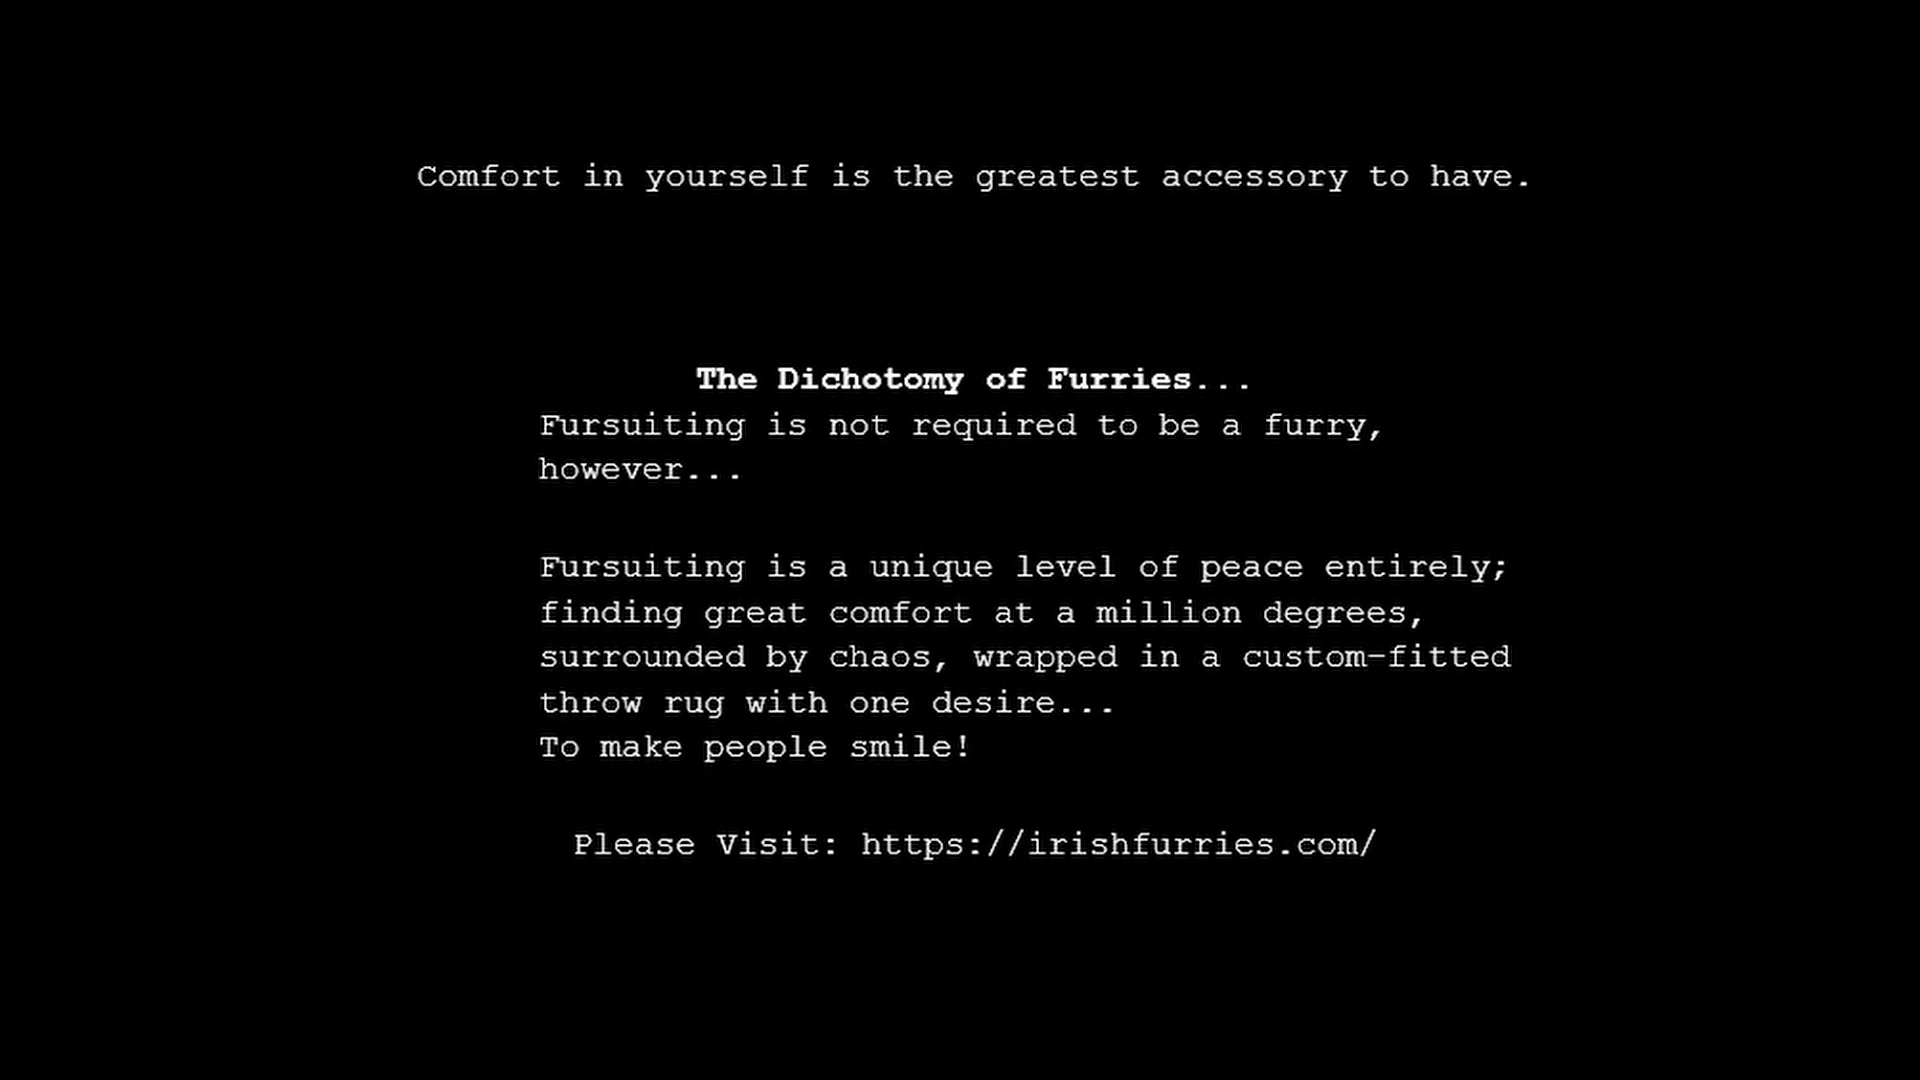 Comfort in yourself is the greatest accessory to have.
The Dichotomy of Furries...
Fursuiting is not required to be a furry,
however...
Fursuiting is a unique level of peace entirely;
finding great comfort at a million degrees,
surrounded by chaos, wrapped in a custom-fitted
throw rug with one desire...
To make people smile!
Please Visit: https://irishfurries.com/